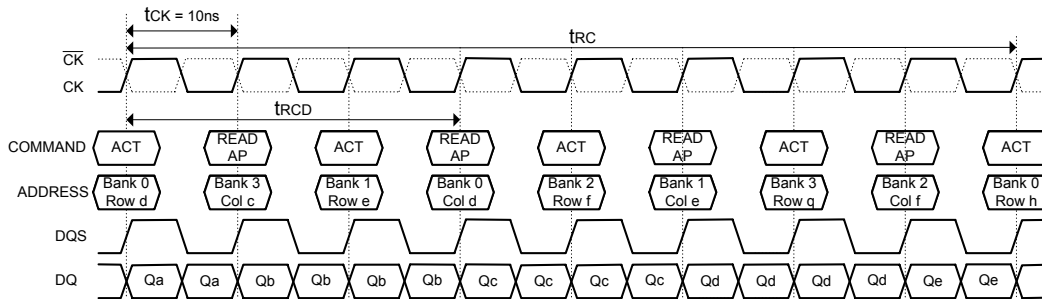 tCK = 10ns
tRC
CK
CK
tRCD
COMMAND ACT READ AP ACT READ AP ACT READ AP ACT READ AP ACT
ADDRESS Bank 0 Row d Bank 3 Col c Bank 1 Row e Bank 0 Col d Bank 2 Row f Bank 1 Col e Bank 3 Row q Bank 2 Col f Bank 0 Row h
DQS
DQ Qa Qa Qb Qb Qb Qb Qc Qc Qc Qc Qd Qd Qd Qd Qe Qe